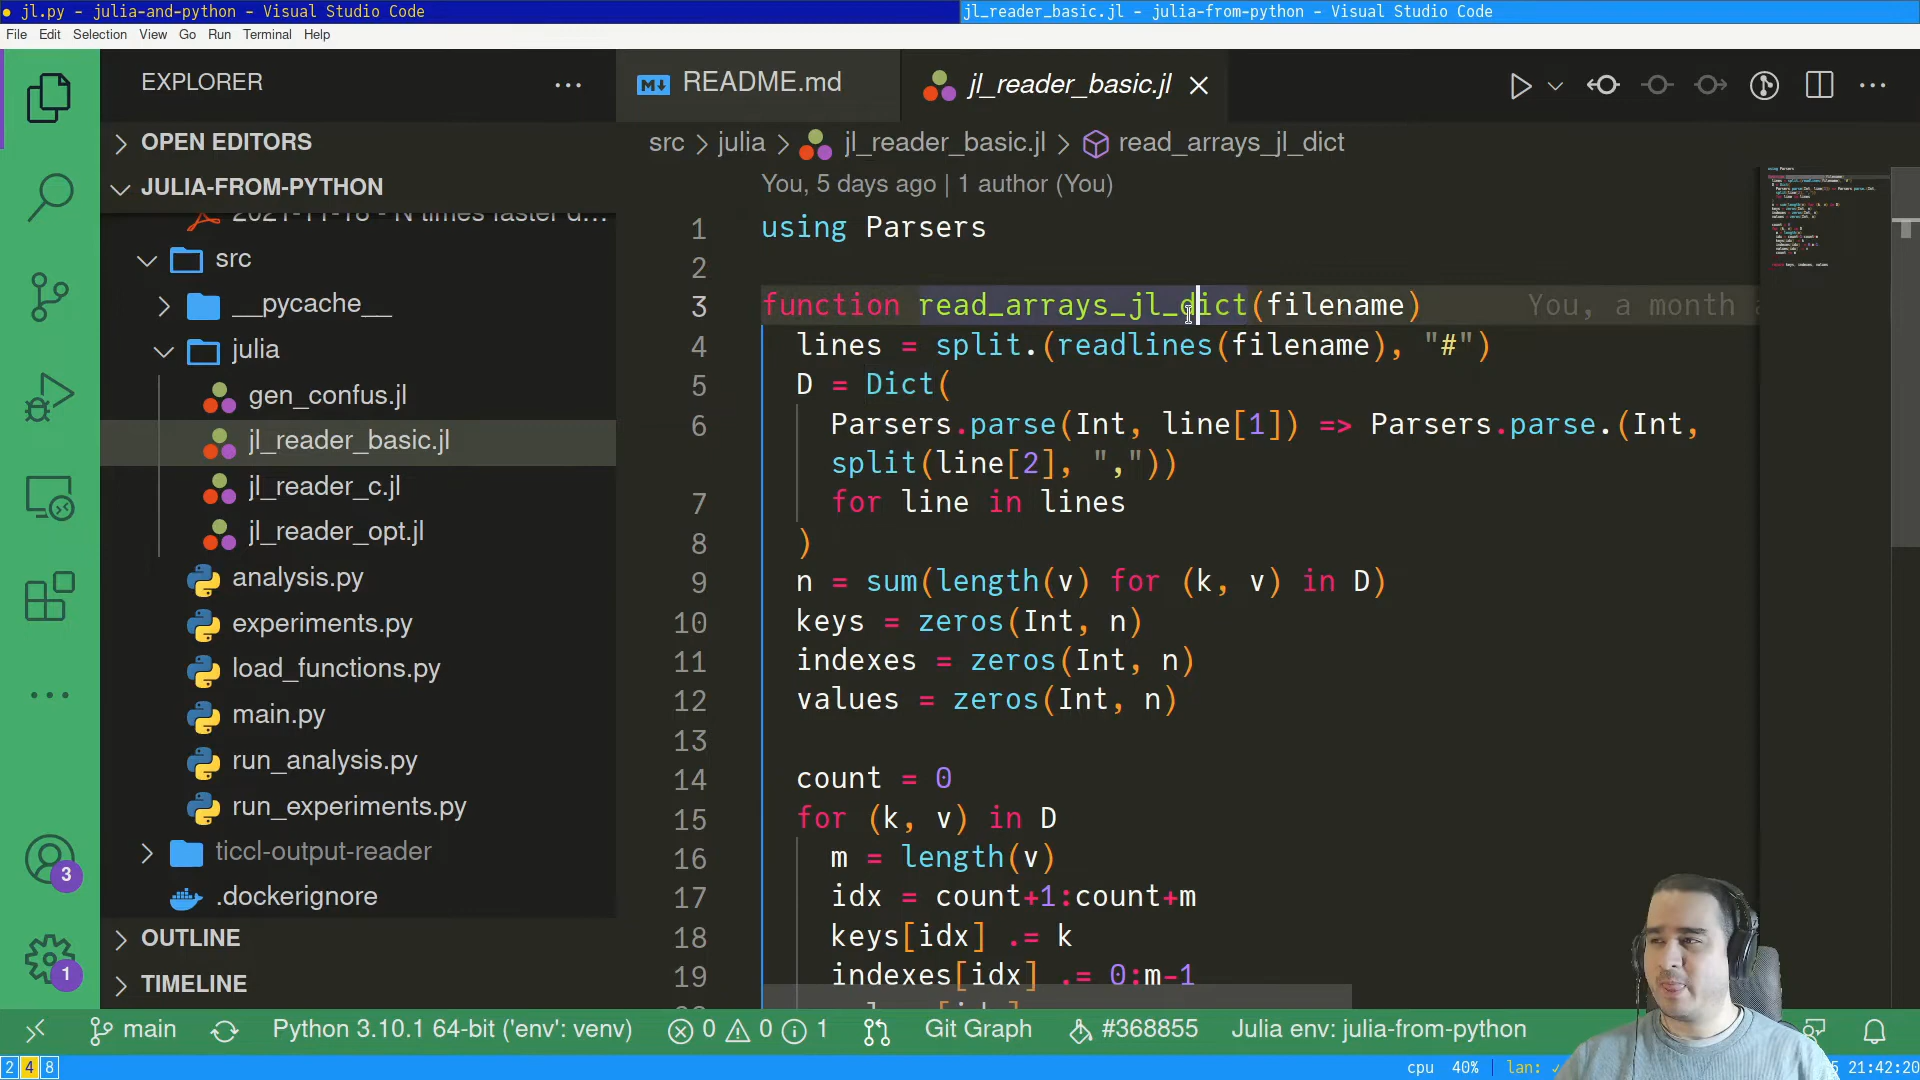 jl.py - julia-and-python - Visual Studio Code
jl_reader_basic.jl - julia-from-python - Visual Studio Code
File Edit Selection View Go Run Terminal Help
EXPLORER
OPEN EDITORS
JULIA-FROM-PYTHON
2021-11-18 - N times faster d...
src
__pycache__
julia
gen_confus.jl
jl_reader_basic.jl
jl_reader_c.jl
jl_reader_opt.jl
analysis.py
experiments.py
load_functions.py
main.py
run_analysis.py
run_experiments.py
ticcl-output-reader
.dockerignore
OUTLINE
TIMELINE
3
1
README.md
jl_reader_basic.jl
src > julia > jl_reader_basic.jl > read_arrays_jl_dict
You, 5 days ago | 1 author (You)
1 using Parsers
2
3 function read_arrays_jl_dict(filename) You, a month
4 lines = split.(readlines(filename), "#")
5 D = Dict(
6 Parsers.parse(Int, line[1]) => Parsers.parse.(Int,
split(line[2], ","))
7 for line in lines
8 )
9 n = sum(length(v) for (k, v) in D)
10 keys = zeros(Int, n)
11 indexes = zeros(Int, n)
12 values = zeros(Int, n)
13
14 count = 0
15 for (k, v) in D
16 m = length(v)
17 idx = count+1:count+m
18 keys[idx] .= k
19 indexes[idx] .= 0:m-1
main Python 3.10.1 64-bit ('env': venv) 0 0 1 Git Graph #368855 Julia env: julia-from-python
2 4 8 cpu 40% lan: 21:42:20